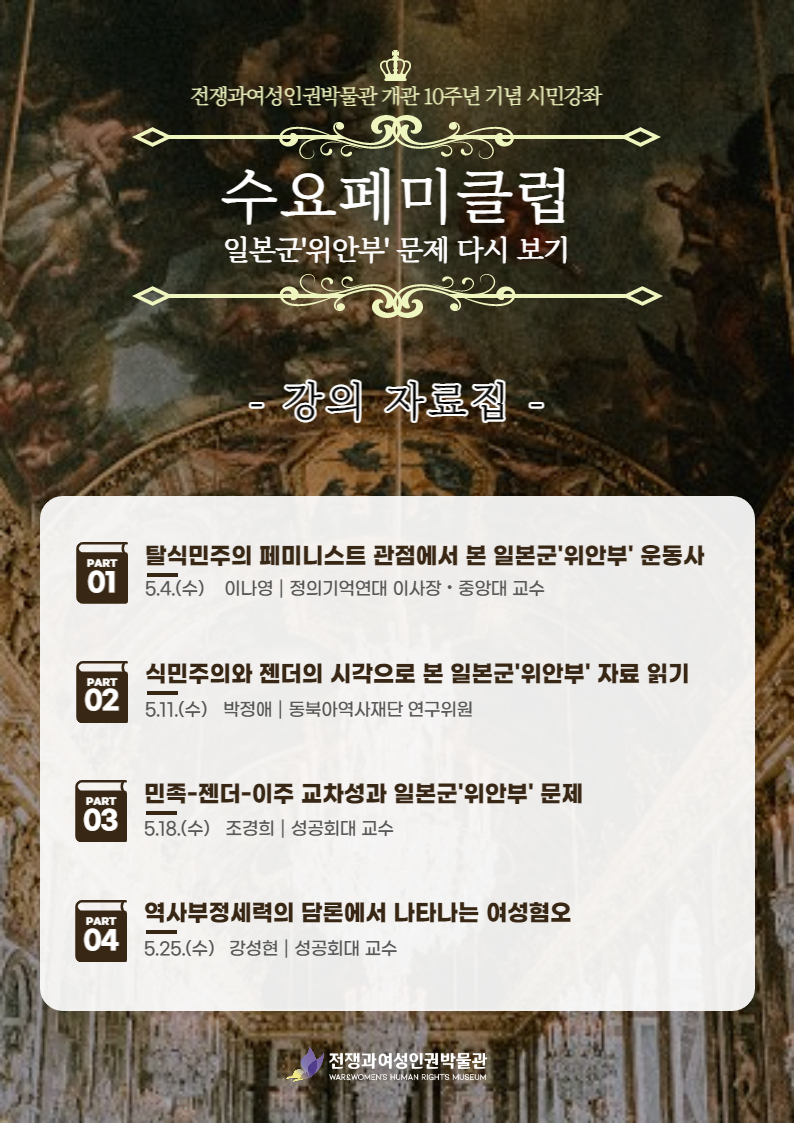 전쟁과여성인권박물관 개관 10주년 기념 시민강좌
수요페미클럽
일본군'위안부' 문제 다시 보기
- 강의 자료집 -
PART
01
탈식민주의 페미니스트 관점에서 본 일본군'위안부' 운동사
5.4.(수) 이나영 | 정의기억연대 이사장・중앙대 교수
PART
02
식민주의와 젠더의 시각으로 본 일본군'위안부' 자료 읽기
5.11.(수) 박정애 | 동북아역사재단 연구위원
PART
03
민족-젠더-이주 교차성과 일본군'위안부' 문제
5.18.(수) 조경희 | 성공회대 교수
PART
04
역사부정세력의 담론에서 나타나는 여성혐오
5.25.(수) 강성현 | 성공회대 교수
전쟁과여성인권박물관
WAR&WOMEN'S HUMAN RIGHTS MUSEUM